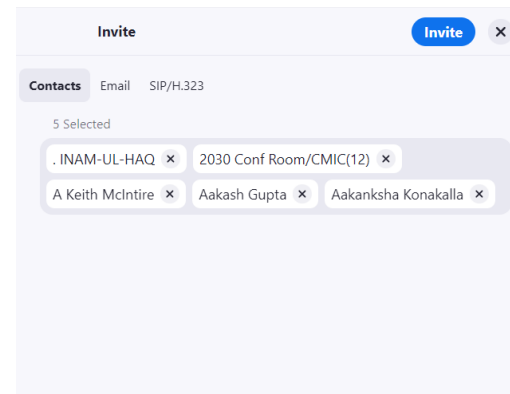 Invite Invite ×
Contacts Email SIP/H.323
5 Selected
. INAM-UL-HAQ × 2030 Conf Room/CMIC(12) ×
A Keith McIntire × Aakash Gupta × Aakanksha Konakalla ×